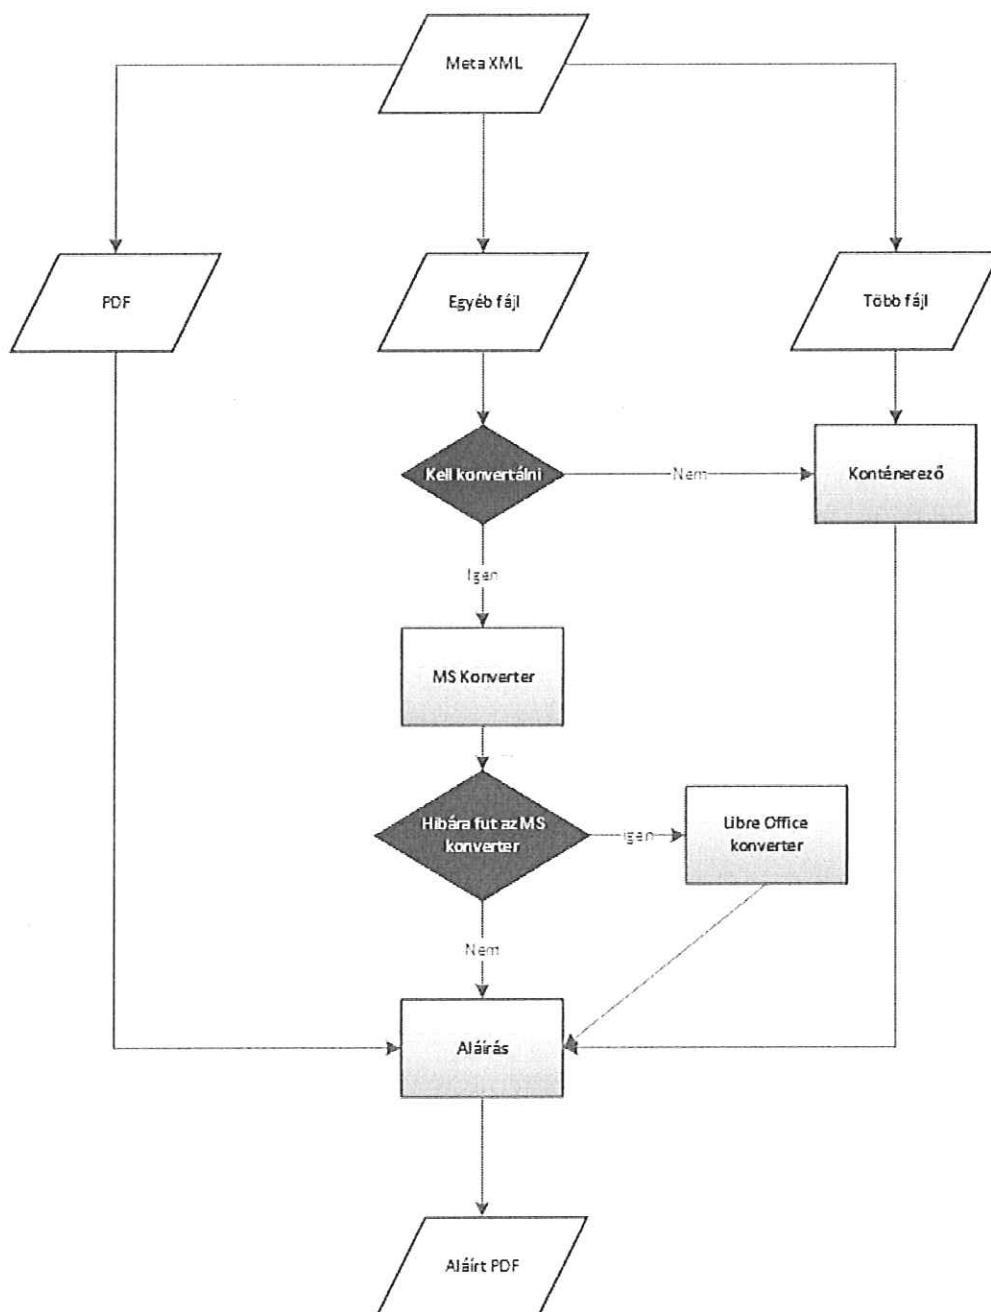 Meta XML
PDF
Egyéb fájl
Több fájl
Kell konvertálni
Nem
Konténerező
Igen
MS Konverter
Hibára fut az MS
konverter
igen
Libre Office
konverter
Nem
Aláírás
Aláírt PDF